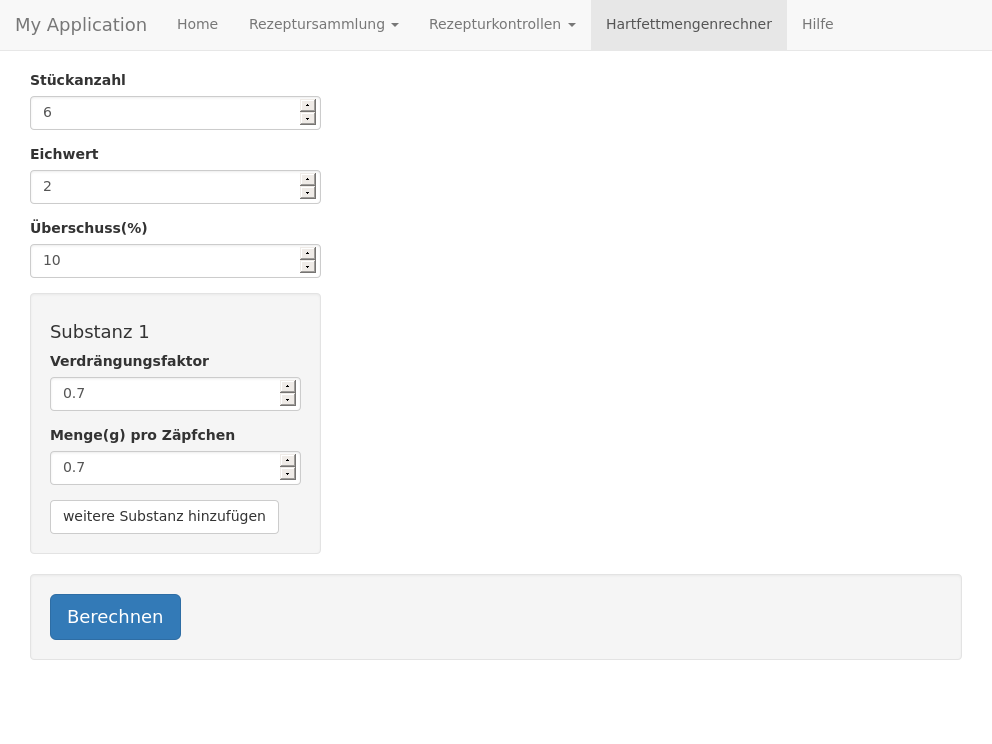 My Application Home Rezeptursammlung Rezepturkontrollen Hartfettmengenrechner Hilfe
Stückanzahl
6
Eichwert
2
Überschuss(%)
10
Substanz 1
Verdrängungsfaktor
0.7
Menge(g) pro Zäpfchen
0.7
weitere Substanz hinzufügen
Berechnen